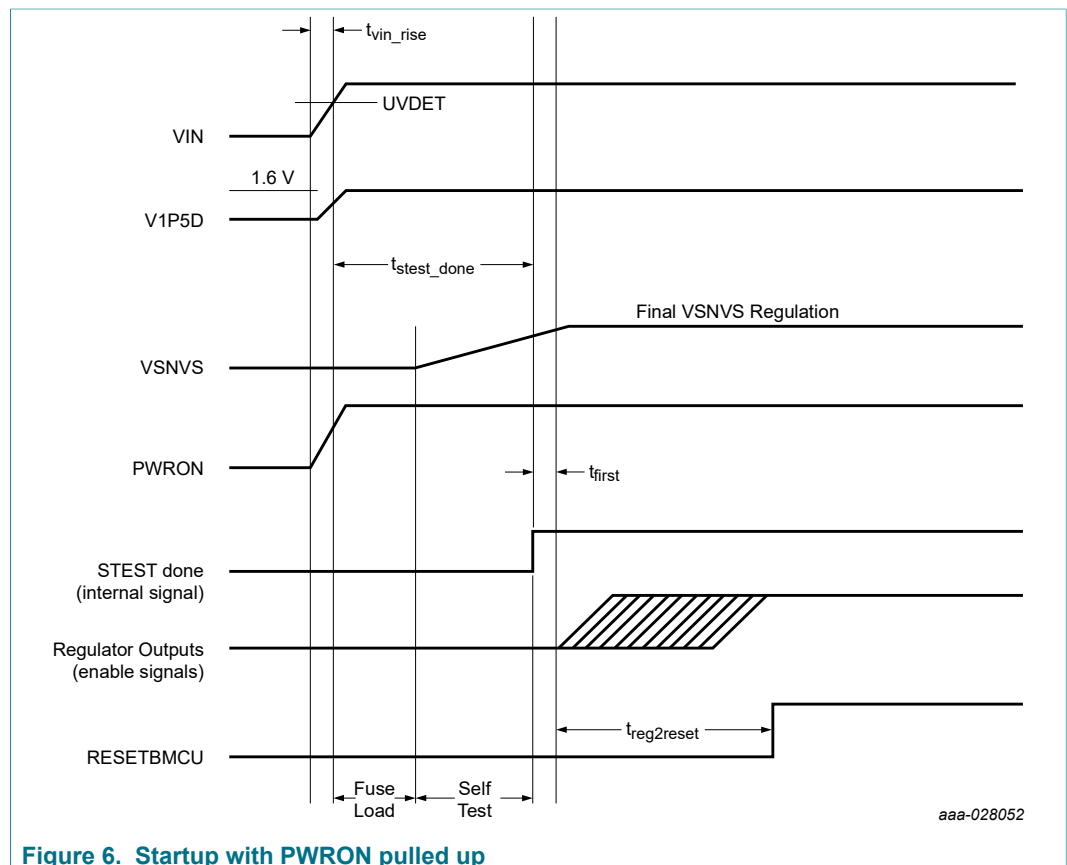 tvin_rise
UVDET
VIN
1.6 V
V1P5D
tstest_done
Final VSNVS Regulation
VSNVS
PWRON
tfirst
STEST done
(internal signal)
Regulator Outputs
(enable signals)
treg2reset
RESETBMCU
Fuse
Load
Self
Test
aaa-028052
Figure 6. Startup with PWRON pulled up